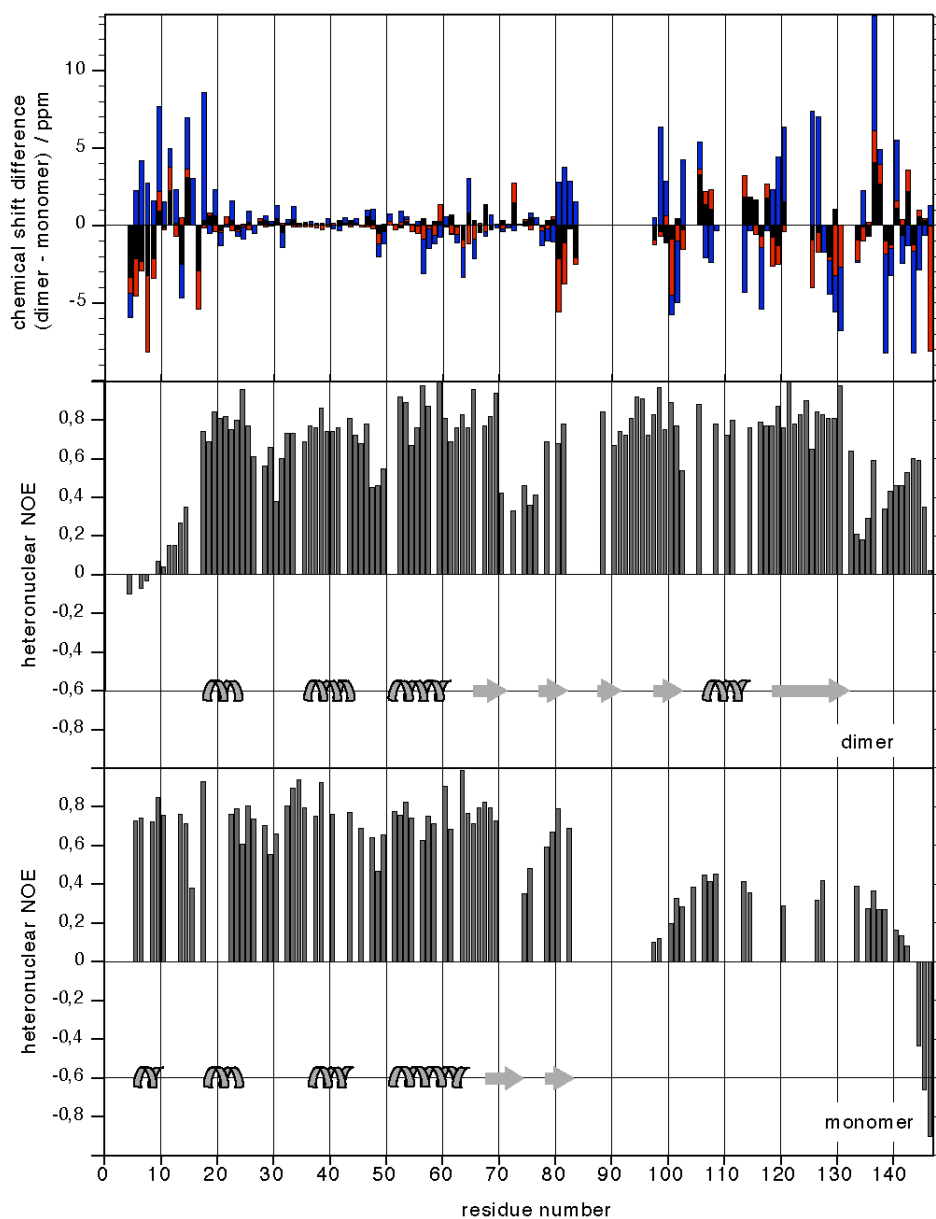 chemical shift difference
(dimer - monomer) / ppm
10
5
0
-5
heteronuclear NOE
0,8
0,6
0,4
0,2
0
-0,2
-0,4
-0,6
-0,8
dimer
heteronuclear NOE
0,8
0,6
0,4
0,2
0
-0,2
-0,4
-0,6
-0,8
monomer
0 10 20 30 40 50 60 70 80 90 100 110 120 130 140
residue number